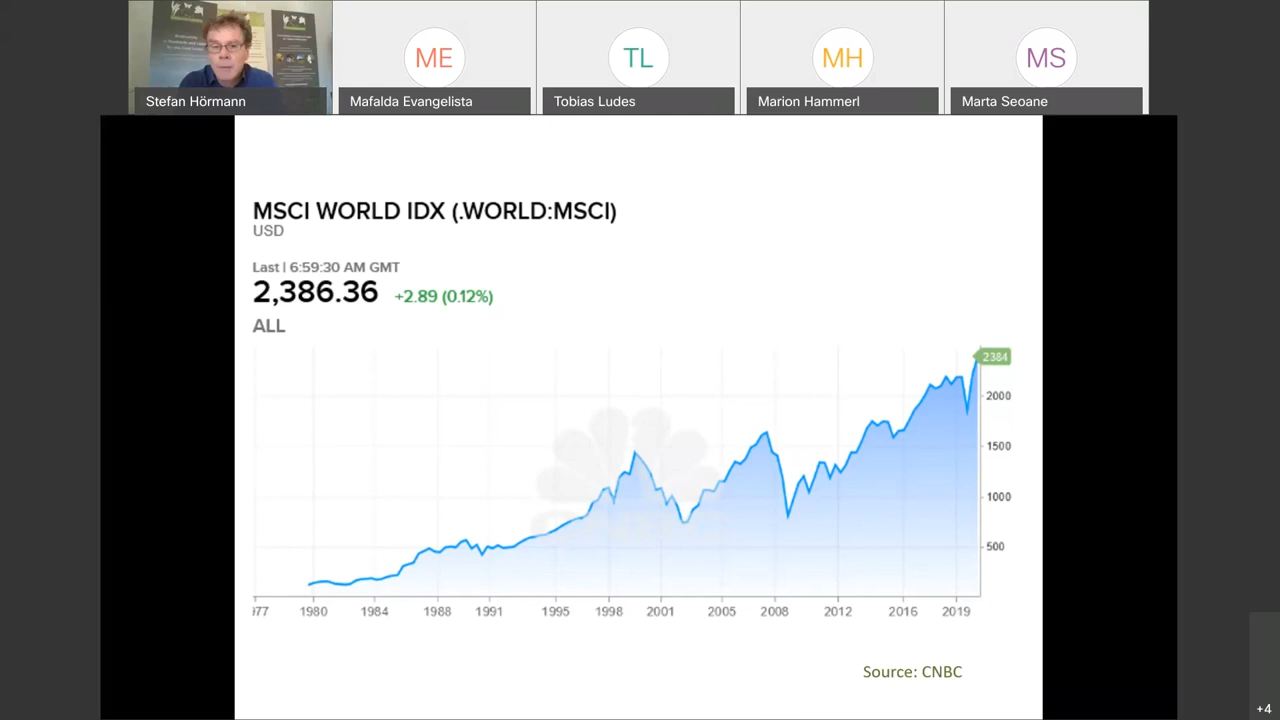 ME
TL
MH
MS
Stefan Hörmann
Mafalda Evangelista
Tobias Ludes
Marion Hammerl
Marta Seoane
MSCI WORLD IDX (.WORLD:MSCI)
USD
Last | 6:59:30 AM GMT
2,386.36 +2.89 (0.12%)
ALL
2384
2000
1500
1000
500
977 1980 1984 1988 1991 1995 1998 2001 2005 2008 2012 2016 2019
Source: CNBC
+4